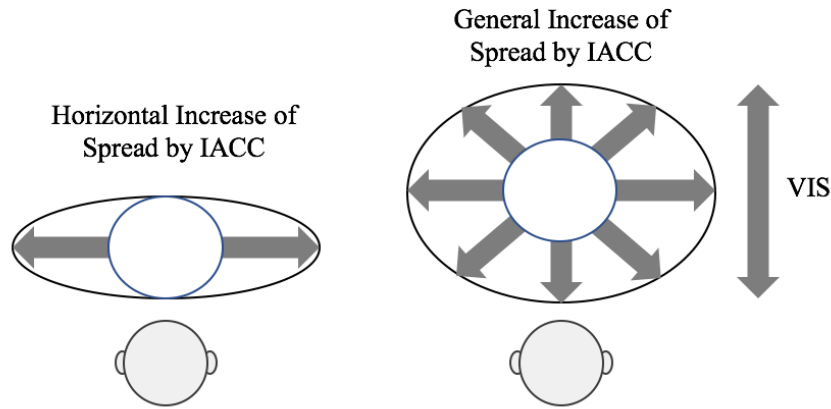 Horizontal Increase of
Spread by IACC
General Increase of
Spread by IACC
VIS